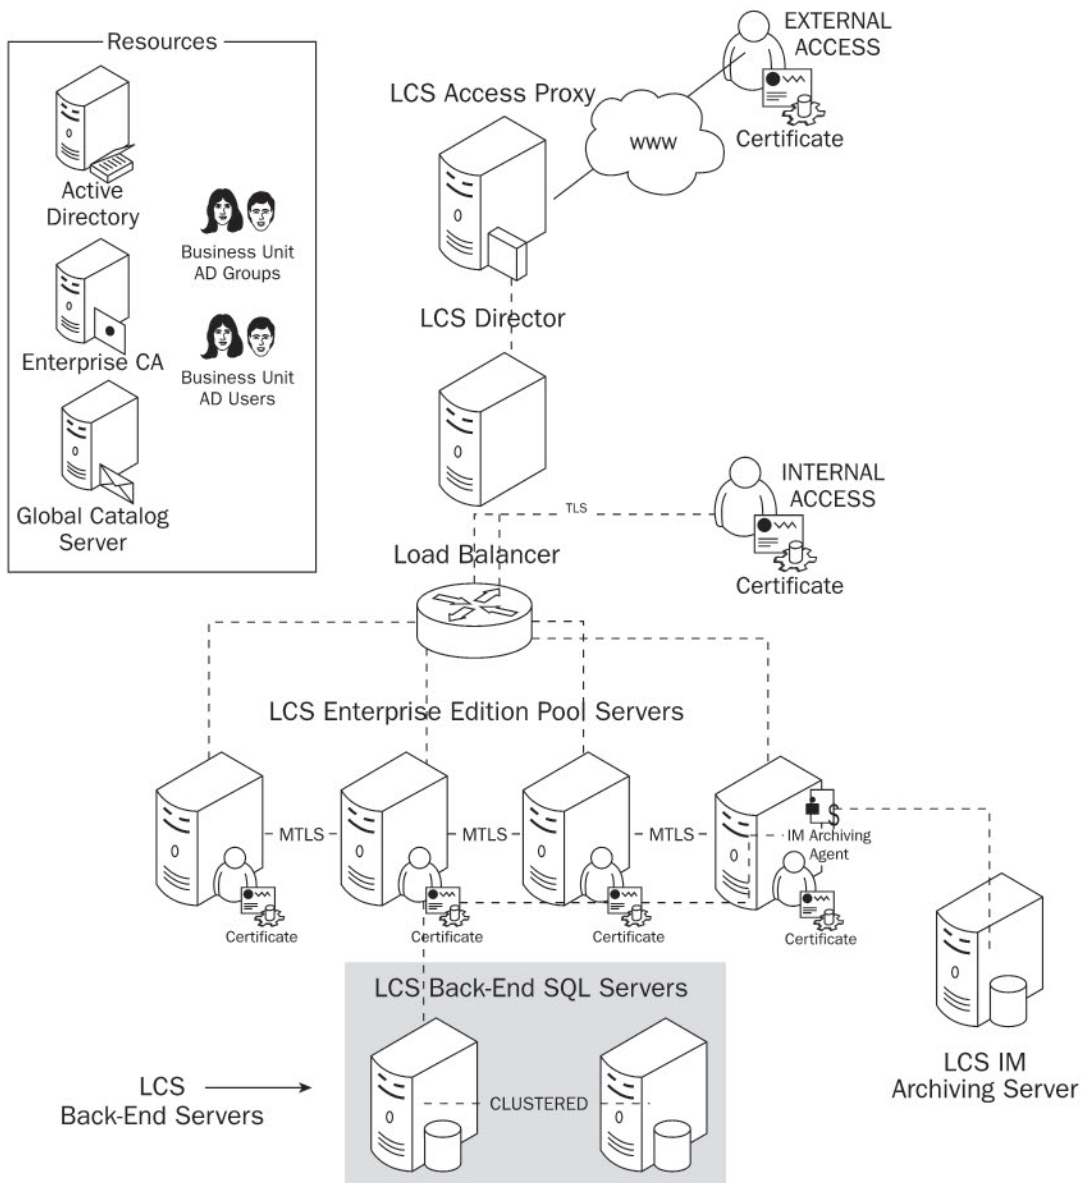 Resources
Active
Directory
Business Unit
AD Groups
Enterprise CA
Business Unit
AD Users
Global Catalog
Server
EXTERNAL
ACCESS
LCS Access Proxy
www
Certificate
LCS Director
INTERNAL
ACCESS
TLS
Load Balancer
Certificate
LCS Enterprise Edition Pool Servers
MTLS
MTLS
MTLS
$
IM Archiving
Agent
Certificate
Certificate
Certificate
Certificate
LCS Back-End SQL Servers
LCS
Back-End Servers
CLUSTERED
LCS IM
Archiving Server